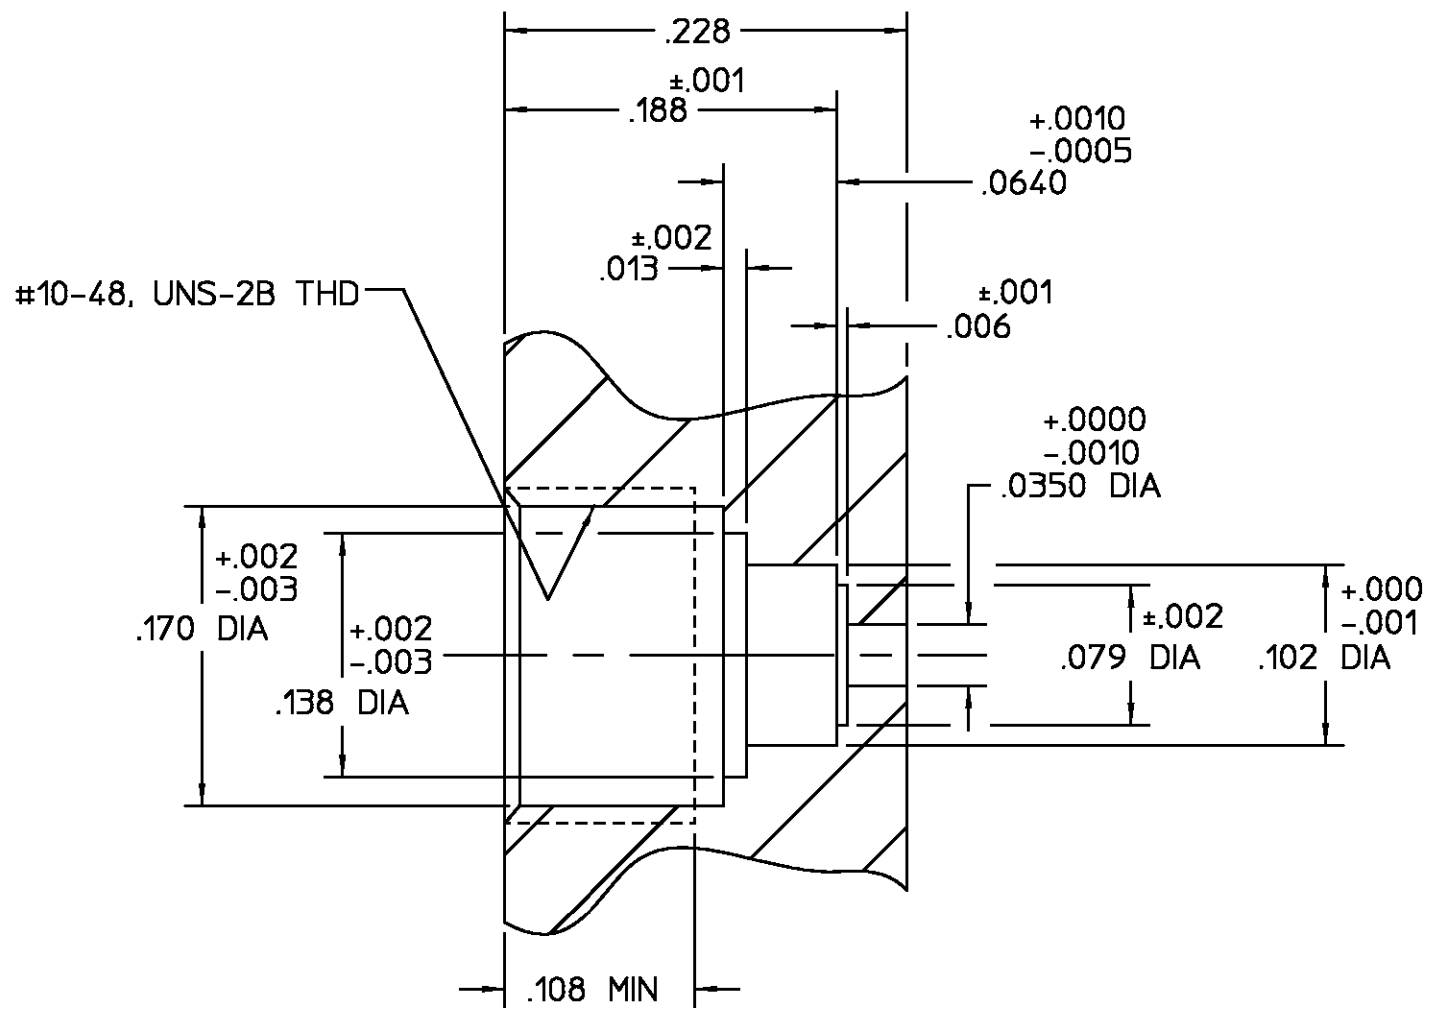 .228
±.001
.188
+.0010
-.0005
.0640
±.002
.013
#10-48, UNS-2B THD
±.001
.006
+.0000
-.0010
.0350 DIA
+.002
-.003
.170 DIA
+.002
-.003
.138 DIA
±.002
.079 DIA
+.000
-.001
.102 DIA
.108 MIN